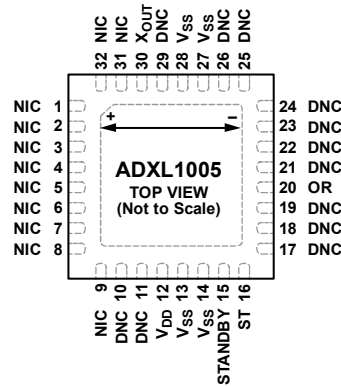 32 NIC
31 NIC
30 XOUT
29 DNC
28 VSS
27 VSS
26 DNC
25 DNC
NIC 1
NIC 2
NIC 3
NIC 4
NIC 5
NIC 6
NIC 7
NIC 8
+ −
ADXL1005
TOP VIEW
(Not to Scale)
24 DNC
23 DNC
22 DNC
21 DNC
20 OR
19 DNC
18 DNC
17 DNC
NIC 9
DNC 10
DNC 11
VDD 12
VSS 13
VSS 14
STANDBY 15
ST 16